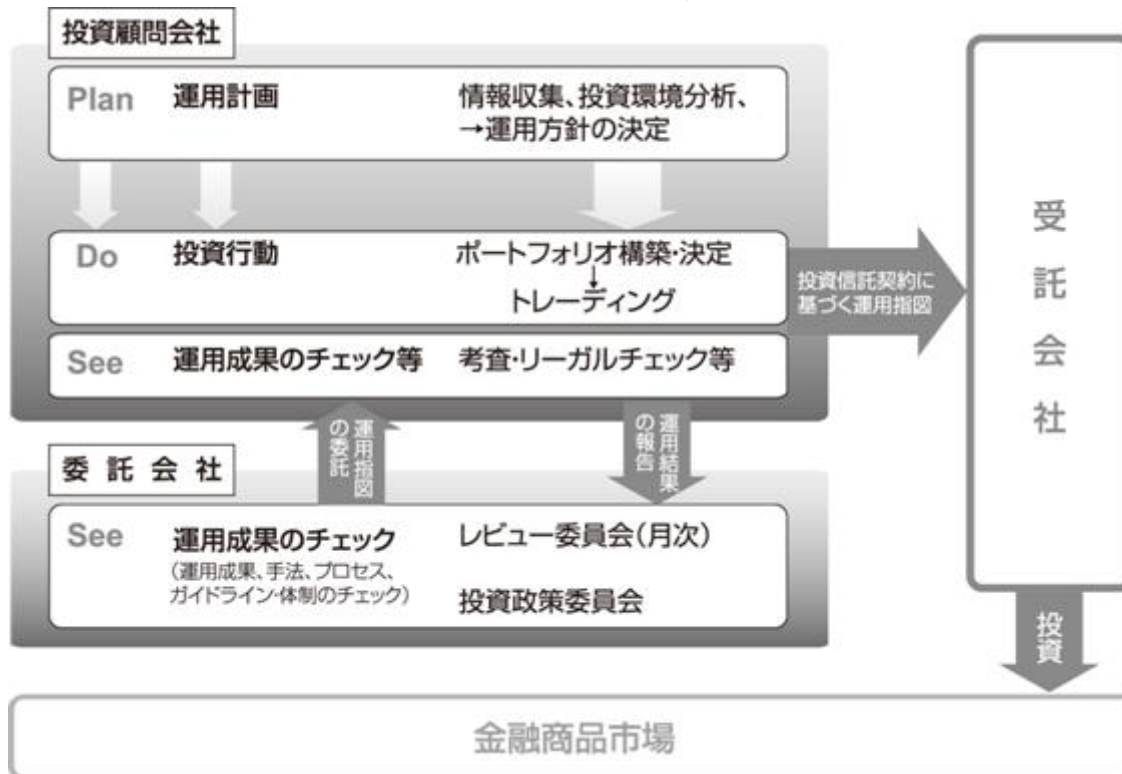 投資顧問会社
Plan 運用計画 情報収集、投資環境分析、
→運用方針の決定
Do 投資行動 ポートフォリオ構築・決定
↓
トレーディング
See 運用成果のチェック等 考査・リーガルチェック等
投資信託契約に
基づく運用指図
受託会社
運用指図
の委託
運用結果
の報告
委託会社
See 運用成果のチェック レビュー委員会(月次)
(運用成果、手法、プロセス、
ガイドライン・体制のチェック)
投資政策委員会
投資
金融商品市場